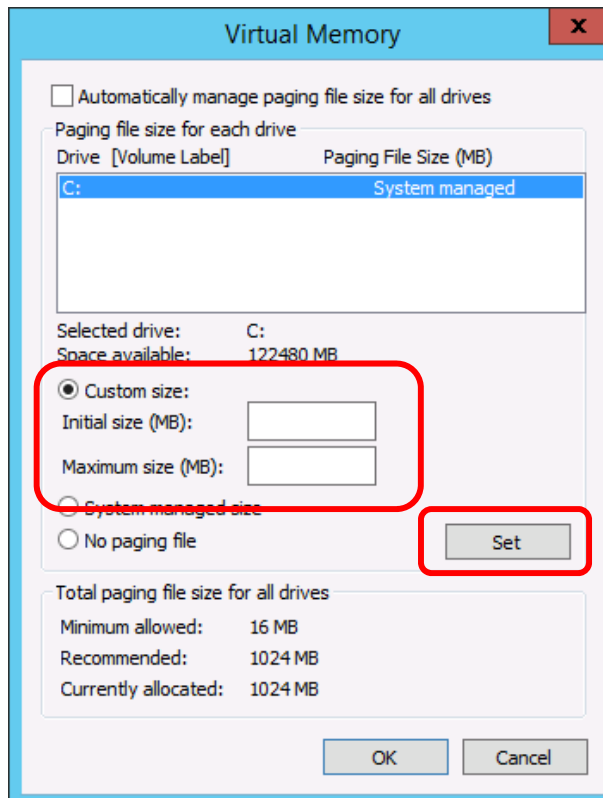 Virtual Memory
x
Automatically manage paging file size for all drives
Paging file size for each drive
Drive [Volume Label] Paging File Size (MB)
C: System managed
Selected drive: C:
Space available: 122480 MB
Custom size:
Initial size (MB):
Maximum size (MB):
System managed size
No paging file
Set
Total paging file size for all drives
Minimum allowed: 16 MB
Recommended: 1024 MB
Currently allocated: 1024 MB
OK Cancel